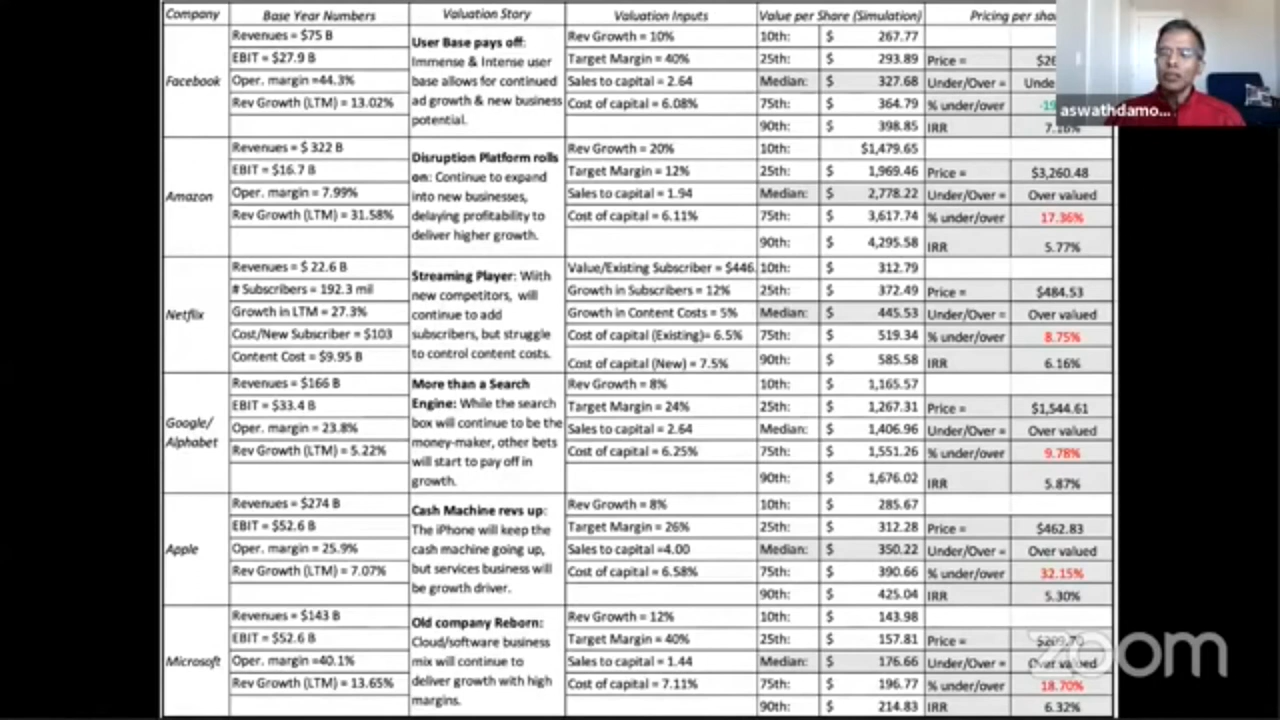 Company Base Year Numbers Valuation Story Valuation Inputs Value per Share (Simulation) Pricing per
Facebook
Revenues = $75 B
EBIT = $27.9 B
Oper. margin =44.3%
Rev Growth (LTM) = 13.02%
User Base pays off:
Immense & Intense user
base allows for continued
ad growth & new business
potential.
Rev Growth = 10%
Target Margin = 40%
Sales to capital = 2.64
Cost of capital = 6.08%
10th: $ 267.77
25th: $ 293.89
Median: $ 327.68
75th: $ 364.79
90th: $ 398.85
Price =
Under/Over =
% under/over
IRR
aswathdamo...
Amazon
Revenues = $ 322 B
EBIT = $16.7 B
Oper. margin = 7.99%
Rev Growth (LTM) = 31.58%
Disruption Platform rolls
on: Continue to expand
into new businesses,
delaying profitability to
deliver higher growth.
Rev Growth = 20%
Target Margin = 12%
Sales to capital = 1.94
Cost of capital = 6.11%
10th: $1,479.65
25th: $ 1,969.46
Median: $ 2,778.22
75th: $ 3,617.74
90th: $ 4,295.58
Price = $3,260.48
Under/Over = Over valued
% under/over 17.36%
IRR 5.77%
Netflix
Revenues = $ 22.6 B
# Subscribers = 192.3 mil
Growth in LTM = 27.3%
Cost/New Subscriber = $103
Content Cost = $9.95 B
Streaming Player: With
new competitors, will
continue to add
subscribers, but struggle
to control content costs.
Value/Existing Subscriber = $446.
Growth in Subscribers = 12%
Growth in Content Costs = 5%
Cost of capital (Existing)= 6.5%
Cost of capital (New) = 7.5%
10th: $ 312.79
25th: $ 372.49
Median: $ 445.53
75th: $ 519.34
90th: $ 585.58
Price = $484.53
Under/Over = Over valued
% under/over 8.75%
IRR 6.16%
Google/
Alphabet
Revenues = $166 B
EBIT = $33.4 B
Oper. margin = 23.8%
Rev Growth (LTM) = 5.22%
More than a Search
Engine: While the search
box will continue to be the
money-maker, other bets
will start to pay off in
growth.
Rev Growth = 8%
Target Margin = 24%
Sales to capital = 2.64
Cost of capital = 6.25%
10th: $ 1,165.57
25th: $ 1,267.31
Median: $ 1,406.96
75th: $ 1,551.26
90th: $ 1,676.02
Price = $1,544.61
Under/Over = Over valued
% under/over 9.78%
IRR 5.87%
Apple
Revenues = $274 B
EBIT = $52.6 B
Oper. margin = 25.9%
Rev Growth (LTM) = 7.07%
Cash Machine revs up:
The iPhone will keep the
cash machine going up,
but services business will
be growth driver.
Rev Growth = 8%
Target Margin = 26%
Sales to capital =4.00
Cost of capital = 6.58%
10th: $ 285.67
25th: $ 312.28
Median: $ 350.22
75th: $ 390.66
90th: $ 425.04
Price = $462.83
Under/Over = Over valued
% under/over 32.15%
IRR 5.30%
Microsoft
Revenues = $143 B
EBIT = $52.6 B
Oper. margin =40.1%
Rev Growth (LTM) = 13.65%
Old company Reborn:
Cloud/software business
mix will continue to
deliver growth with high
margins.
Rev Growth = 12%
Target Margin = 40%
Sales to capital = 1.44
Cost of capital = 7.11%
10th: $ 143.98
25th: $ 157.81
Median: $ 176.66
75th: $ 196.77
90th: $ 214.83
Price =
Under/Over = Over valued
% under/over 18.70%
IRR 6.32%
zoom